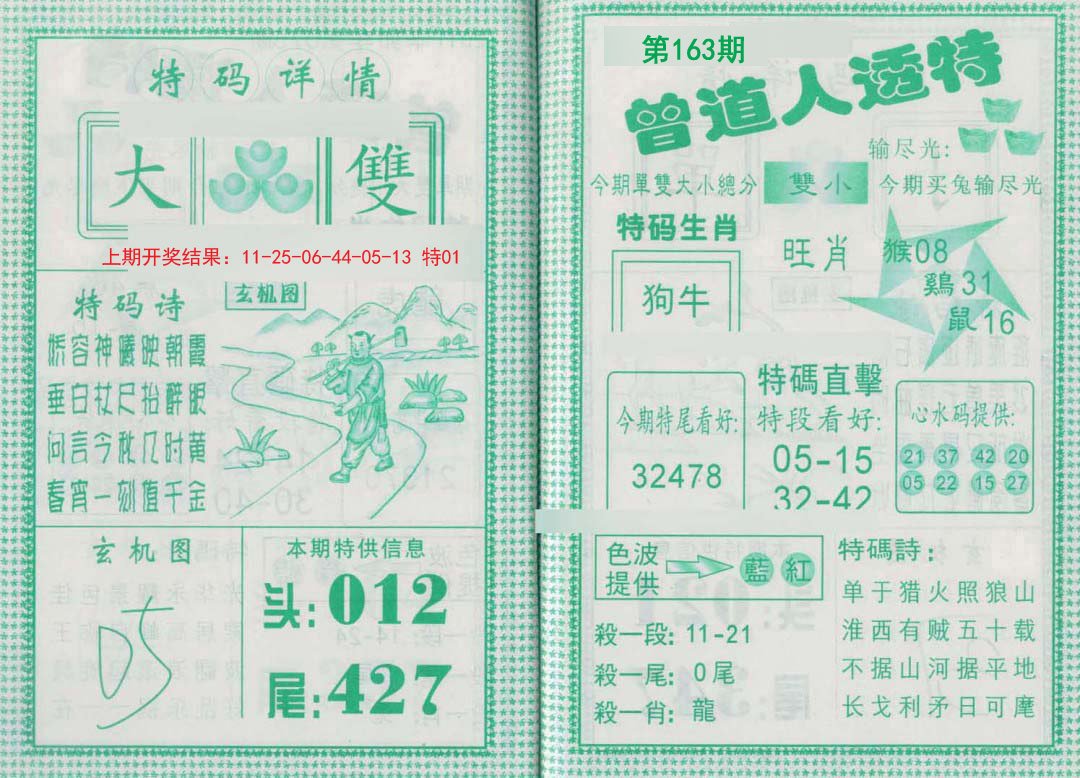 特码详情
大 雙
上期开奖结果：11-25-06-44-05-13 特01
特码诗
娇容神曦映朝霞
垂白杖尺抬醉眼
问言今秋几时黄
春宵一刻值千金
玄机图
玄机图
本期特供信息
头:012
尾:427
第163期
曾道人透特
输尽光:
今期單雙大小總分 雙小 今期买兔输尽光
特码生肖
狗牛
旺肖
猴08
鷄31
鼠16
今期特尾看好:
32478
特碼直擊
特段看好:
05-15
32-42
心水码提供:
21 37 42 20
05 22 15 27
色波
提供
藍 紅
殺一段: 11-21
殺一尾: 0尾
殺一肖: 龍
特碼詩:
单于猎火照狼山
淮西有贼五十载
不据山河据平地
长戈利矛日可麾